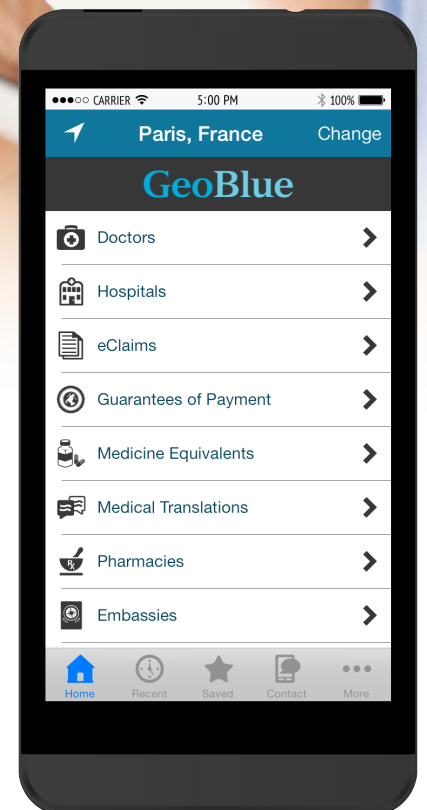 CARRIER 5:00 PM 100%
Paris, France Change
GeoBlue
Doctors
Hospitals
eClaims
Guarantees of Payment
Medicine Equivalents
Medical Translations
Rx
Pharmacies
Embassies
Home Recent Saved Contact More